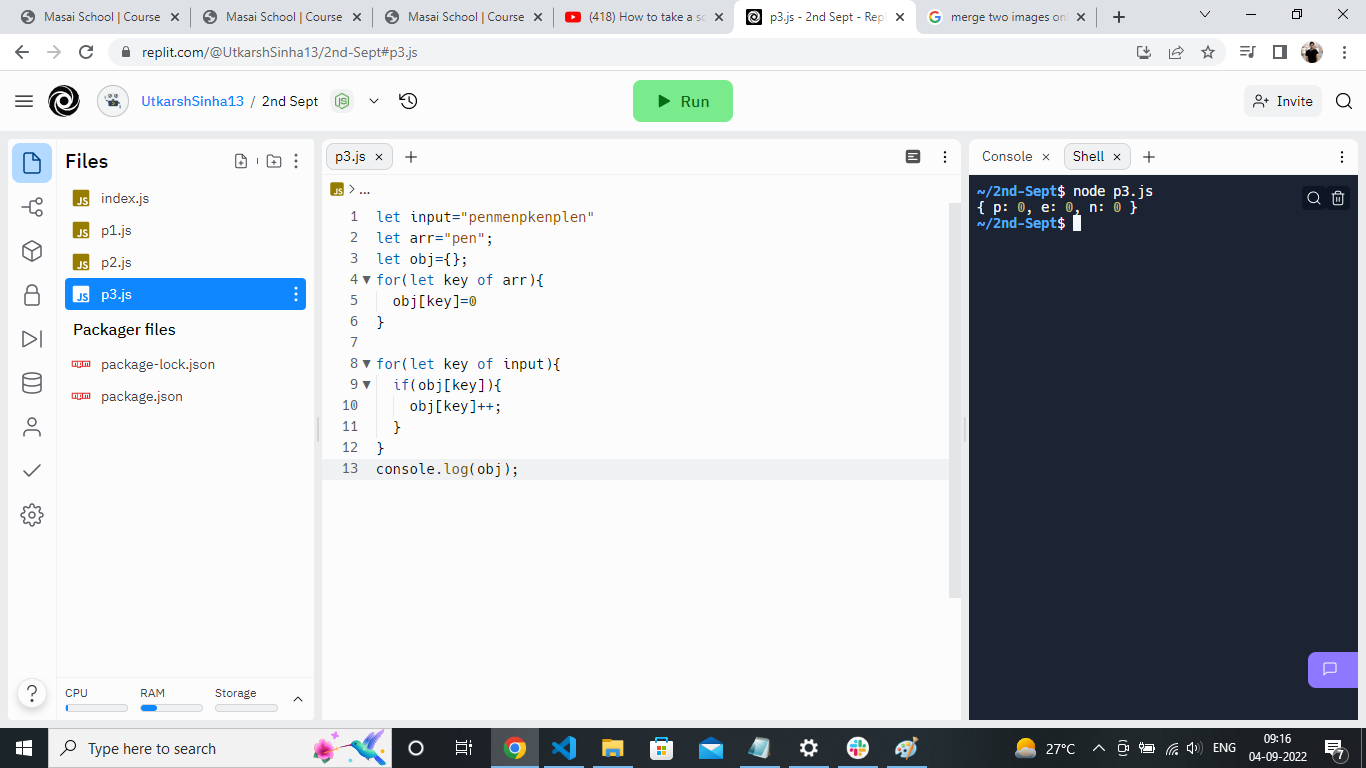 Masai School | Course
Masai School | Course
Masai School | Course
(418) How to take a sc
p3.js - 2nd Sept - Repl
merge two images onl
replit.com/@UtkarshSinha13/2nd-Sept#p3.js
UtkarshSinha13 / 2nd Sept
Run
Invite
Files
index.js
p1.js
p2.js
p3.js
Packager files
package-lock.json
package.json
CPU
RAM
Storage
p3.js
JS > ...
1 let input="penmenpkenplen"
2 let arr="pen";
3 let obj={};
4 for(let key of arr){
5 obj[key]=0
6 }
7
8 for(let key of input){
9 if(obj[key]){
10 obj[key]++;
11 }
12 }
13 console.log(obj);
Console
Shell
~/2nd-Sept$ node p3.js
{ p: 0, e: 0, n: 0 }
~/2nd-Sept$
Type here to search
27°C
ENG
09:16
04-09-2022
7